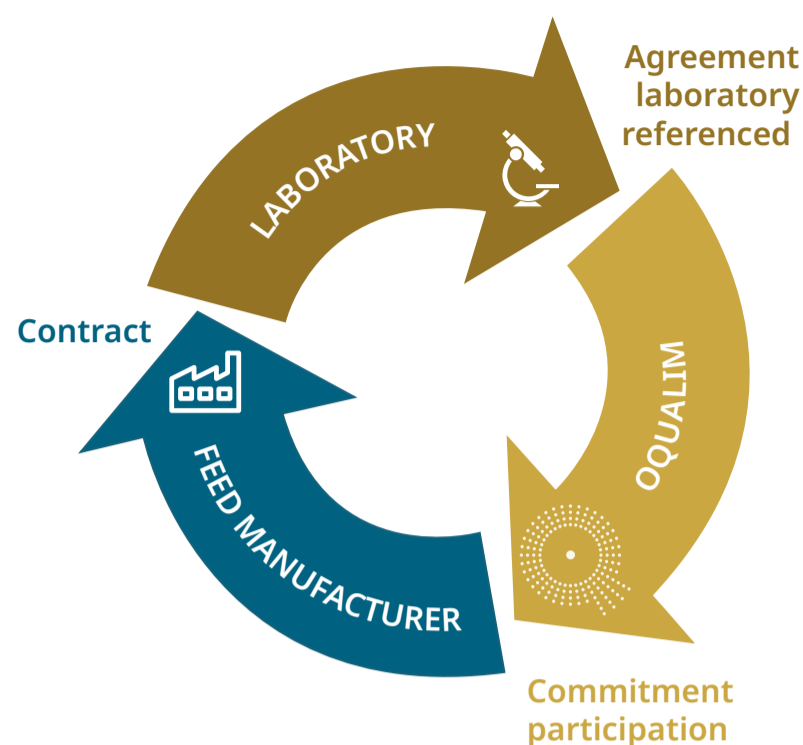 Agreement
laboratory
referenced
LABORATORY
Contract
OQUALIM
FEED MANUFACTURER
Commitment
participation